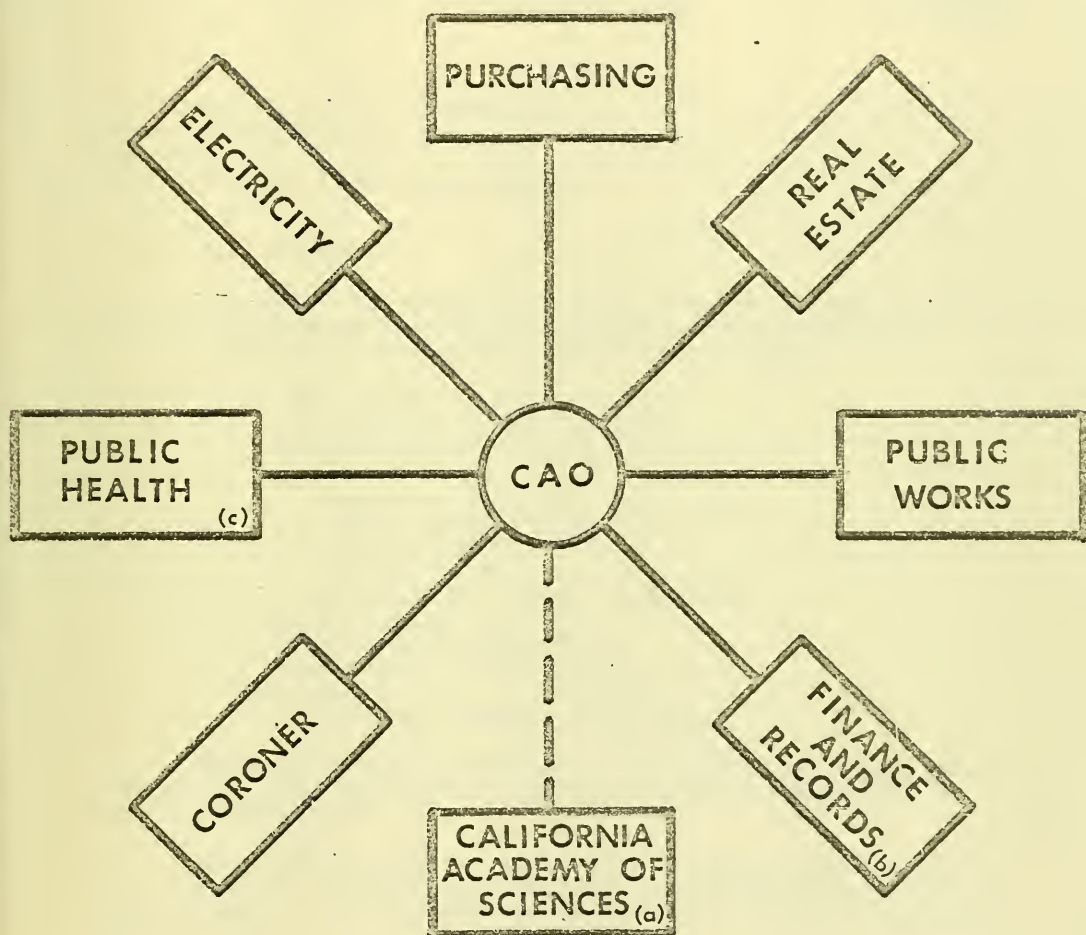 PURCHASING
ELECTRICITY
REAL
ESTATE
PUBLIC
HEALTH (c)
CAO
PUBLIC
WORKS
CORONER
FINANCE
AND
RECORDS (b)
CALIFORNIA
ACADEMY OF
SCIENCES (a)